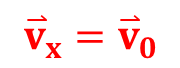 v⃗ₓ = v⃗₀